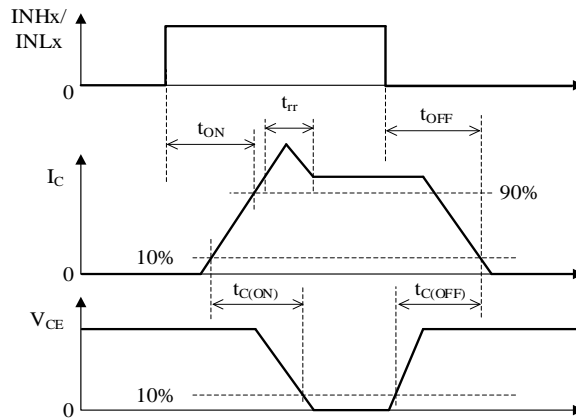 INHx/
INLx
0
trr
tON
tOFF
IC
90%
10%
0
tC(ON)
tC(OFF)
VCE
10%
0